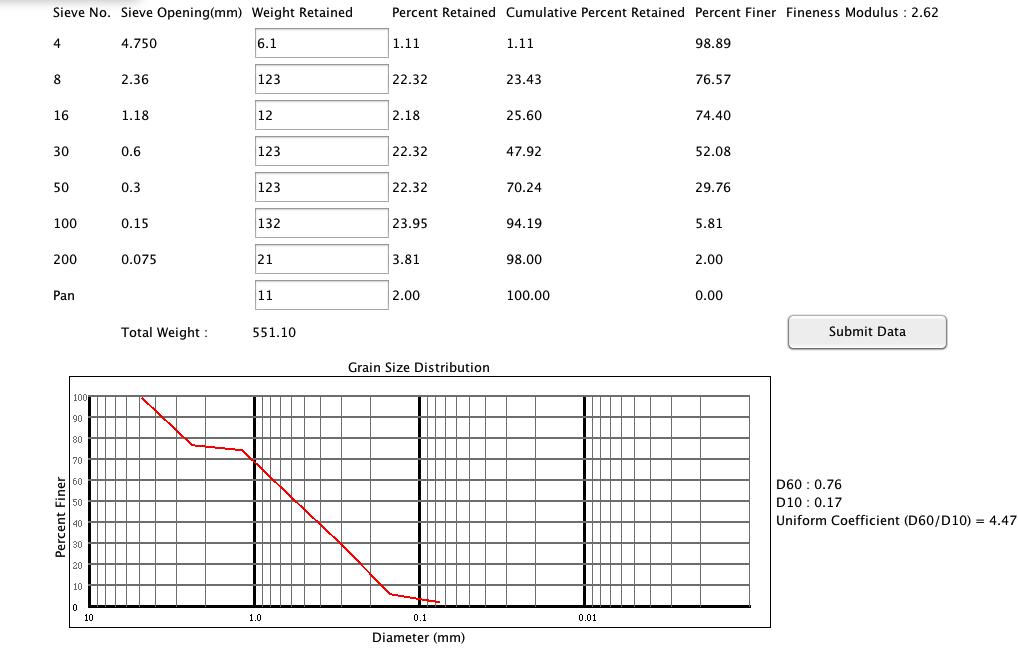 Sieve No. Sieve Opening(mm) Weight Retained Percent Retained Cumulative Percent Retained Percent Finer Fineness Modulus : 2.62
4 4.750 6.1 1.11 1.11 98.89
8 2.36 123 22.32 23.43 76.57
16 1.18 12 2.18 25.60 74.40
30 0.6 123 22.32 47.92 52.08
50 0.3 123 22.32 70.24 29.76
100 0.15 132 23.95 94.19 5.81
200 0.075 21 3.81 98.00 2.00
Pan 11 2.00 100.00 0.00
Total Weight : 551.10
Submit Data
Grain Size Distribution
100
90
80
70
60
50
40
30
20
10
0
Percent Finer
10 1.0 0.1 0.01
Diameter (mm)
D60 : 0.76
D10 : 0.17
Uniform Coefficient (D60/D10) = 4.47